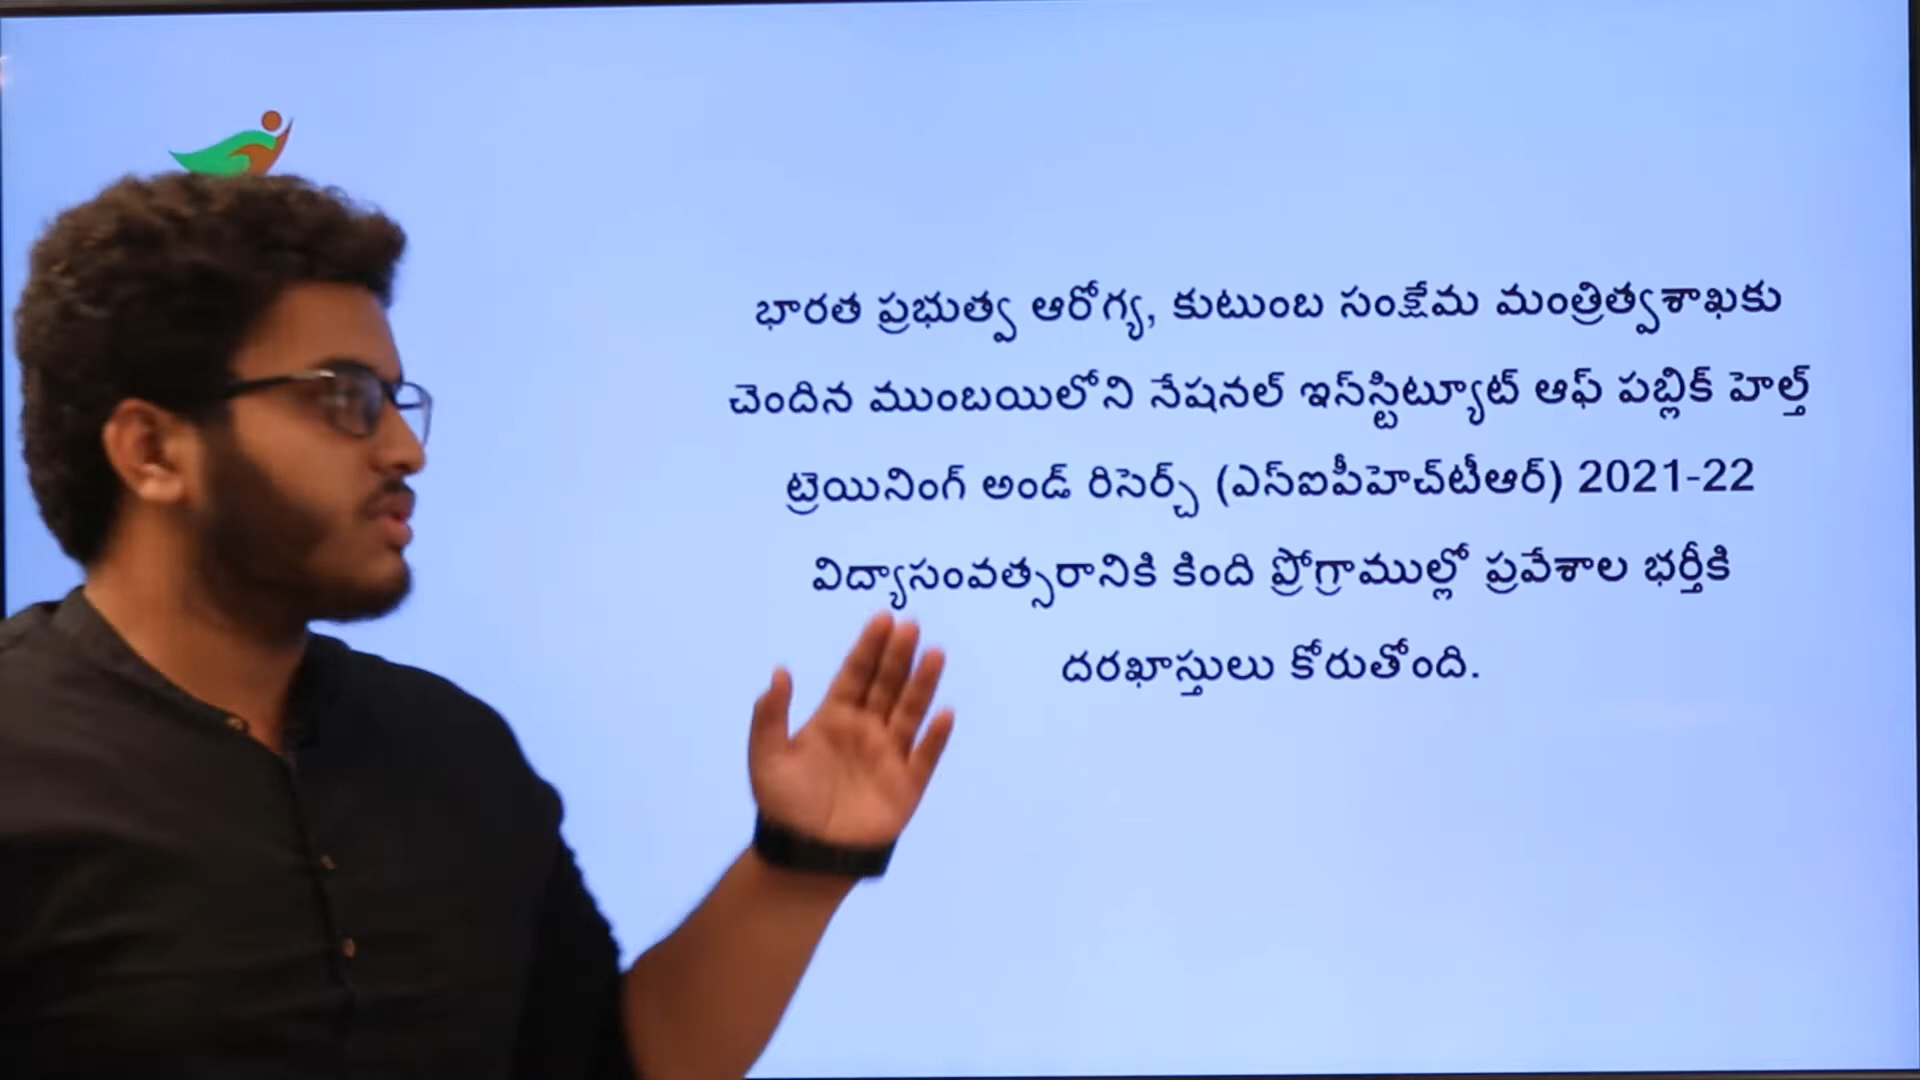 భారత ప్రభుత్వ ఆరోగ్య, కుటుంబ సంక్షేమ మంత్రిత్వశాఖకు
చెందిన ముంబయిలోని నేషనల్ ఇన్‌స్టిట్యూట్ ఆఫ్ పబ్లిక్ హెల్త్
ట్రెయినింగ్ అండ్ రిసెర్చ్ (ఎన్ఐపీహెచ్‌టీఆర్) 2021-22
విద్యాసంవత్సరానికి కింది ప్రోగ్రాముల్లో ప్రవేశాల భర్తీకి
దరఖాస్తులు కోరుతోంది.